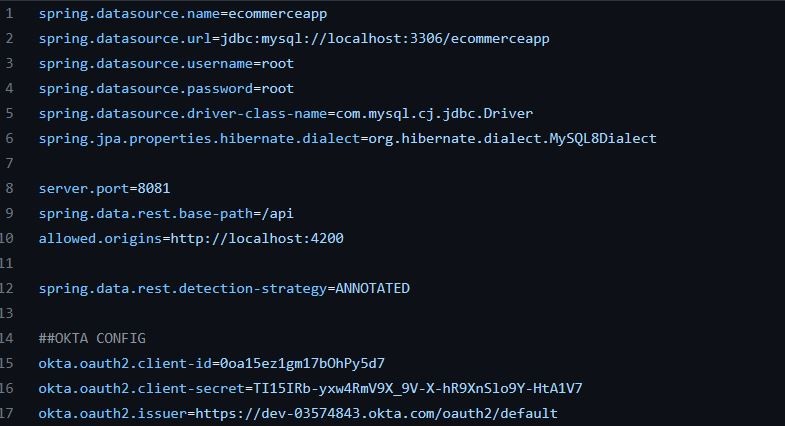 1 spring.datasource.name=ecommerceapp
2 spring.datasource.url=jdbc:mysql://localhost:3306/ecommerceapp
3 spring.datasource.username=root
4 spring.datasource.password=root
5 spring.datasource.driver-class-name=com.mysql.cj.jdbc.Driver
6 spring.jpa.properties.hibernate.dialect=org.hibernate.dialect.MySQL8Dialect
7
8 server.port=8081
9 spring.data.rest.base-path=/api
10 allowed.origins=http://localhost:4200
11
12 spring.data.rest.detection-strategy=ANNOTATED
13
14 ##OKTA CONFIG
15 okta.oauth2.client-id=0oa15ez1gm17bOhPy5d7
16 okta.oauth2.client-secret=TI15IRb-yxw4RmV9X_9V-X-hR9XnSlo9Y-HtA1V7
17 okta.oauth2.issuer=https://dev-03574843.okta.com/oauth2/default